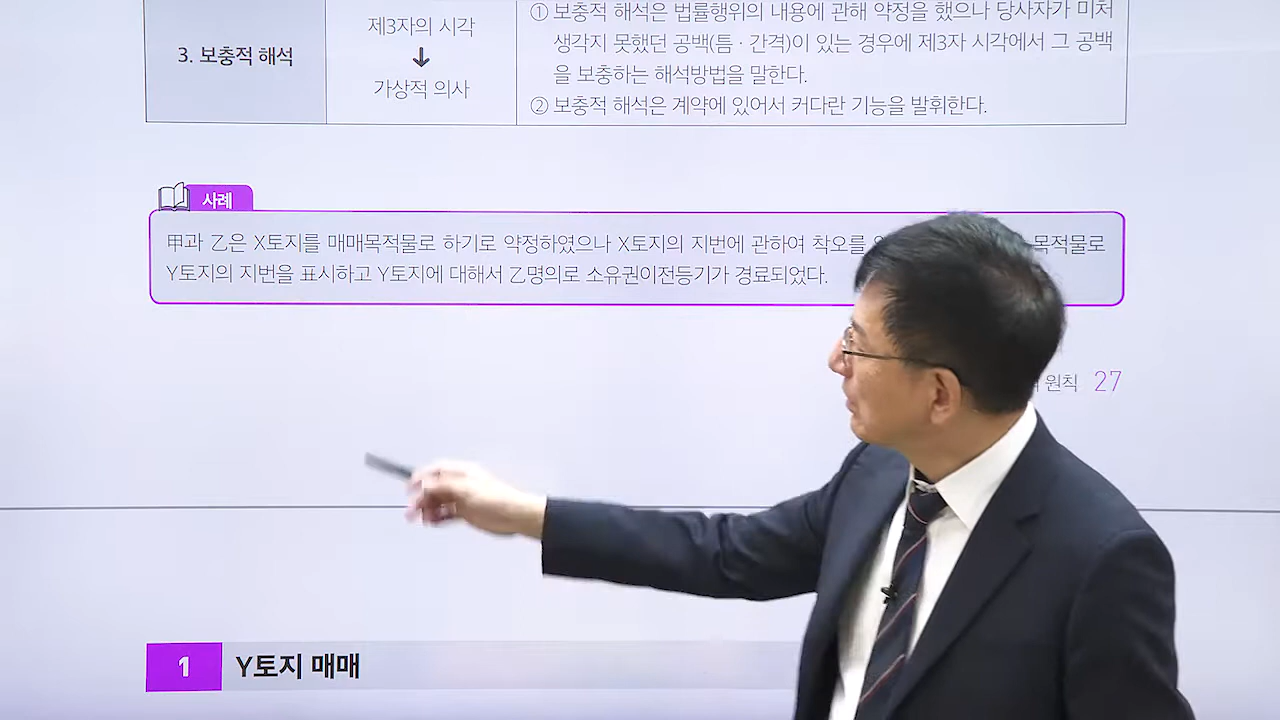 3. 보충적 해석
제3자의 시각
↓
가상적 의사
① 보충적 해석은 법률행위의 내용에 관해 약정을 했으나 당사자가 미처
생각지 못했던 공백(틈·간격)이 있는 경우에 제3자 시각에서 그 공백
을 보충하는 해석방법을 말한다.
② 보충적 해석은 계약에 있어서 커다란 기능을 발휘한다.
사례
甲과 乙은 X토지를 매매목적물로 하기로 약정하였으나 X토지의 지번에 관하여 착오를 목적물로
Y토지의 지번을 표시하고 Y토지에 대해서 乙명의로 소유권이전등기가 경료되었다.
원칙 27
1 Y토지 매매